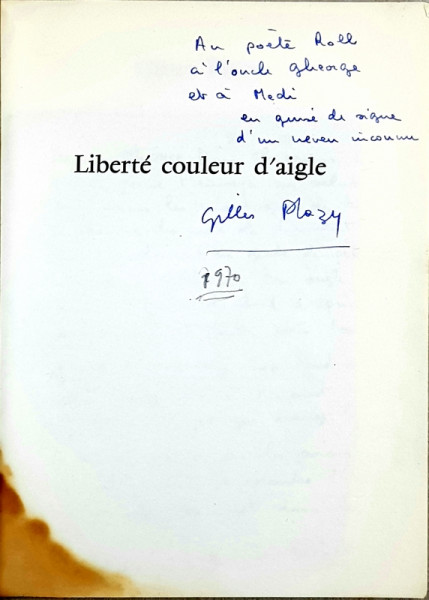 Au poète Roll
à l'oncle Gheorge
et à Medi
en guise de signe
d'un neveu inconnu
Liberté couleur d'aigle
Gilles Plazy
1970